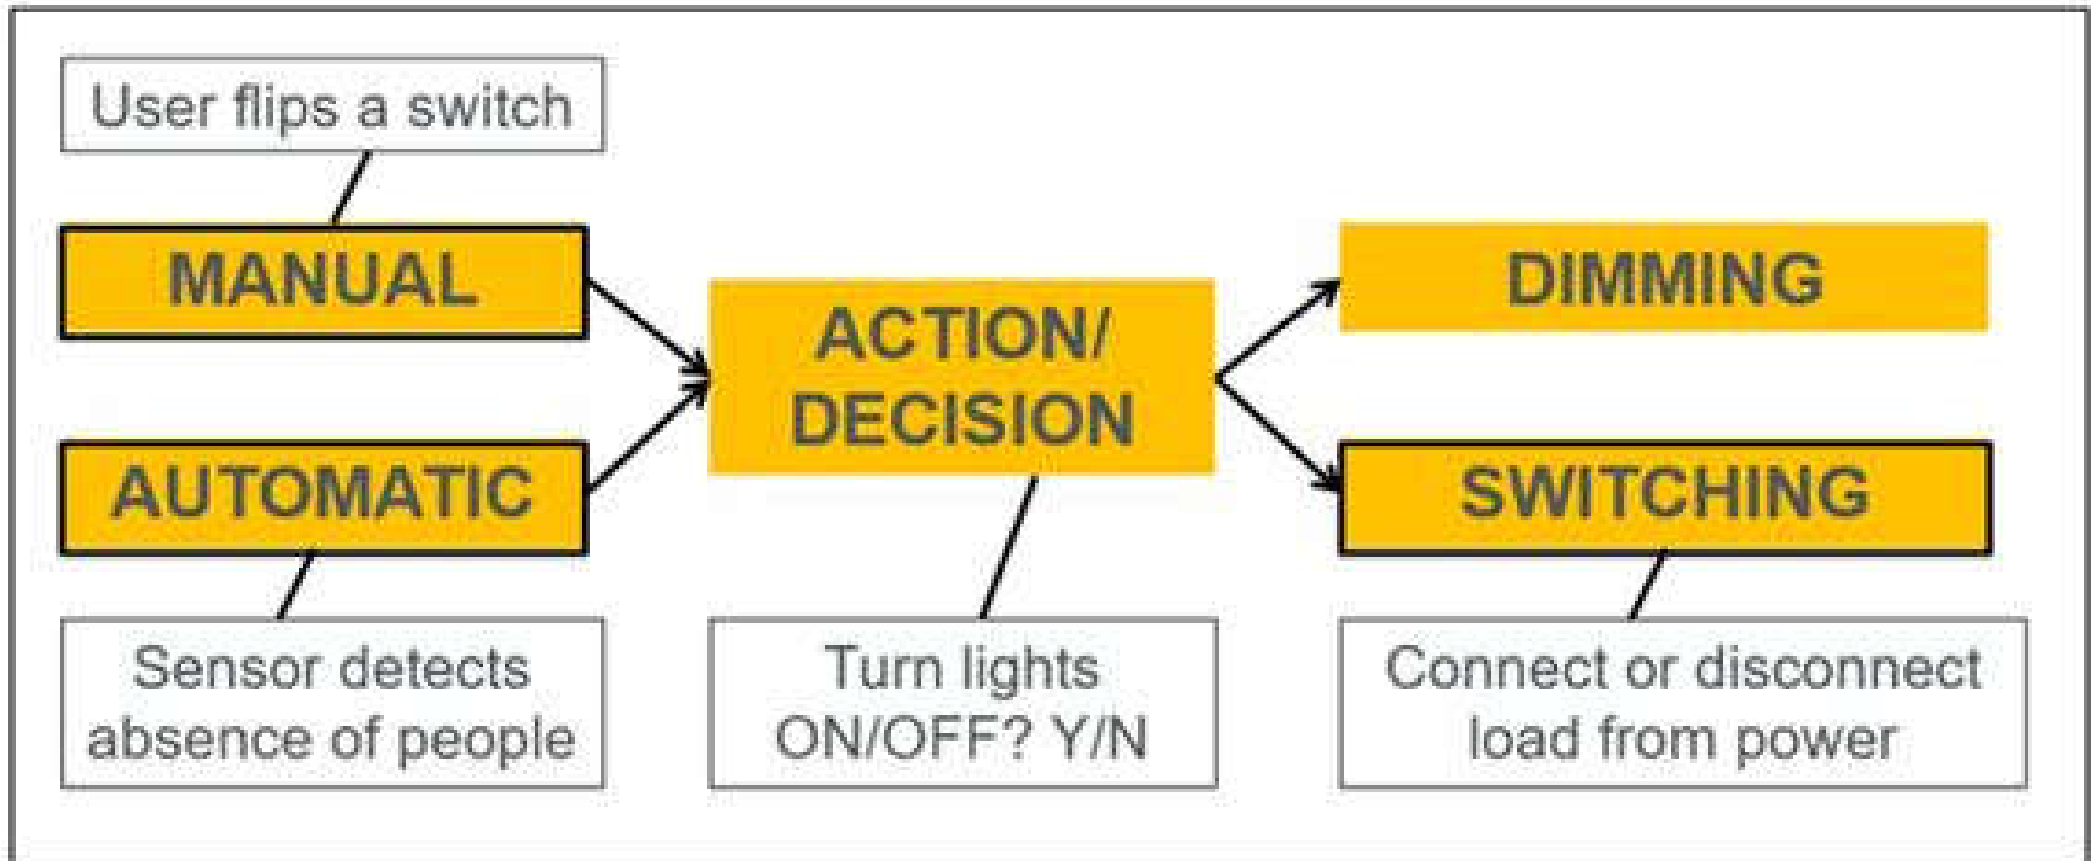 User flips a switch
MANUAL
AUTOMATIC
Sensor detects
absence of people
ACTION/
DECISION
Turn lights
ON/OFF? Y/N
DIMMING
SWITCHING
Connect or disconnect
load from power